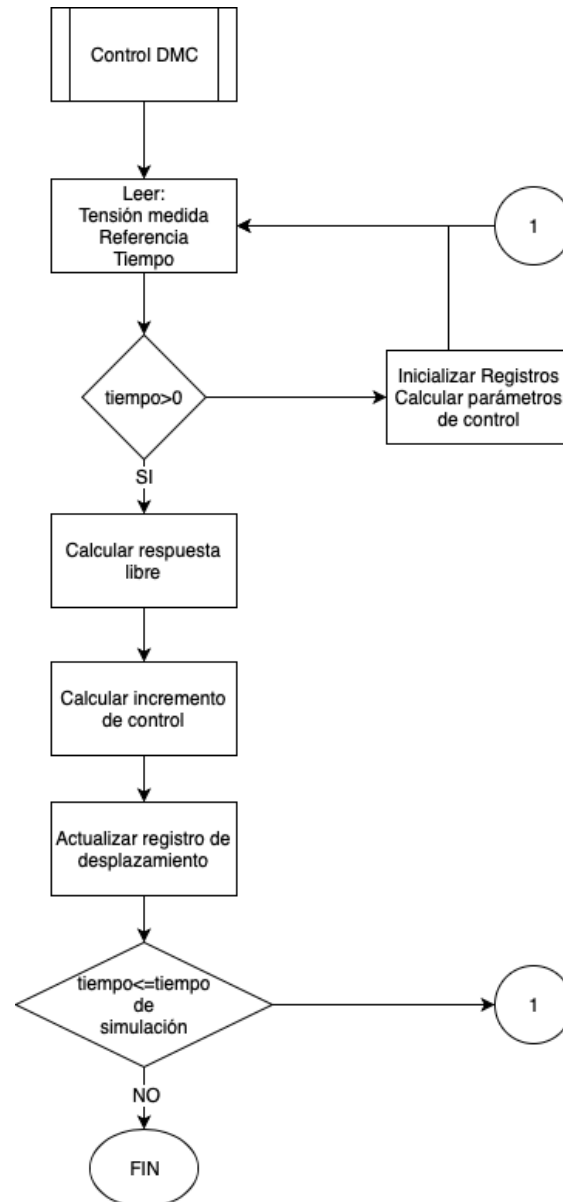 Control DMC
Leer:
Tensión medida
Referencia
Tiempo
1
tiempo>0
Inicializar Registros
Calcular parámetros
de control
SI
Calcular respuesta
libre
Calcular incremento
de control
Actualizar registro de
desplazamiento
tiempo<=tiempo
de
simulación
1
NO
FIN